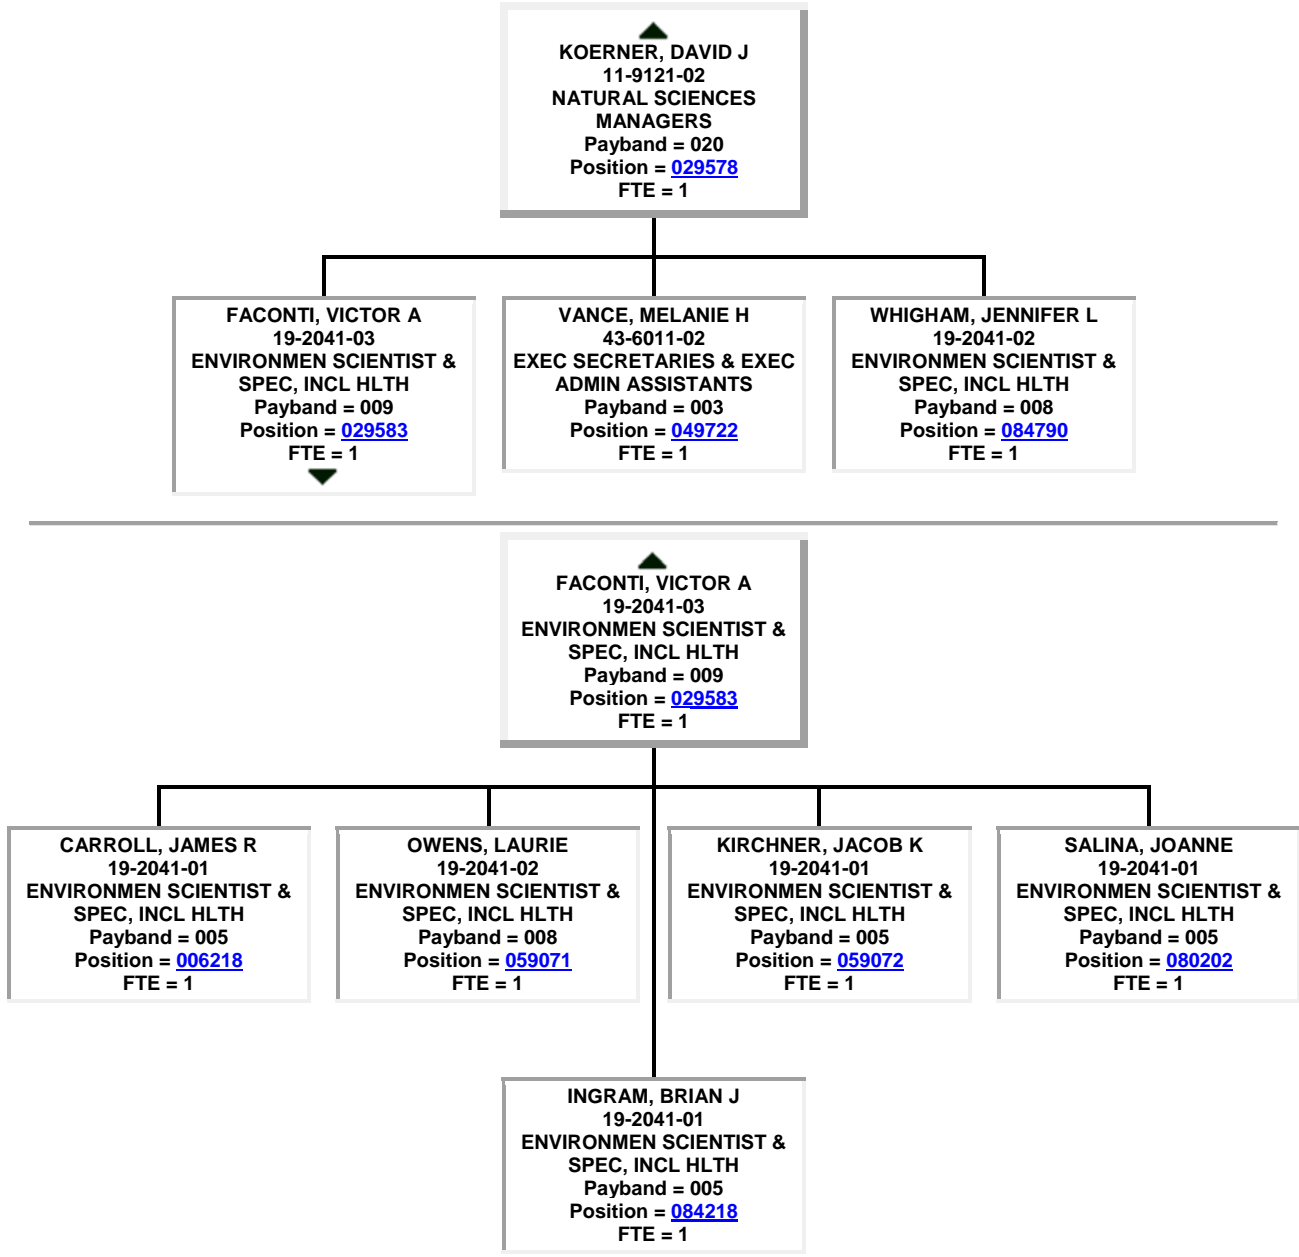 KOERNER, DAVID J
11-9121-02
NATURAL SCIENCES
MANAGERS
Payband = 020
Position = 029578
FTE = 1
FACONTI, VICTOR A
19-2041-03
ENVIRONMEN SCIENTIST &
SPEC, INCL HLTH
Payband = 009
Position = 029583
FTE = 1
VANCE, MELANIE H
43-6011-02
EXEC SECRETARIES & EXEC
ADMIN ASSISTANTS
Payband = 003
Position = 049722
FTE = 1
WHIGHAM, JENNIFER L
19-2041-02
ENVIRONMEN SCIENTIST &
SPEC, INCL HLTH
Payband = 008
Position = 084790
FTE = 1
FACONTI, VICTOR A
19-2041-03
ENVIRONMEN SCIENTIST &
SPEC, INCL HLTH
Payband = 009
Position = 029583
FTE = 1
CARROLL, JAMES R
19-2041-01
ENVIRONMEN SCIENTIST &
SPEC, INCL HLTH
Payband = 005
Position = 006218
FTE = 1
OWENS, LAURIE
19-2041-02
ENVIRONMEN SCIENTIST &
SPEC, INCL HLTH
Payband = 008
Position = 059071
FTE = 1
KIRCHNER, JACOB K
19-2041-01
ENVIRONMEN SCIENTIST &
SPEC, INCL HLTH
Payband = 005
Position = 059072
FTE = 1
SALINA, JOANNE
19-2041-01
ENVIRONMEN SCIENTIST &
SPEC, INCL HLTH
Payband = 005
Position = 080202
FTE = 1
INGRAM, BRIAN J
19-2041-01
ENVIRONMEN SCIENTIST &
SPEC, INCL HLTH
Payband = 005
Position = 084218
FTE = 1